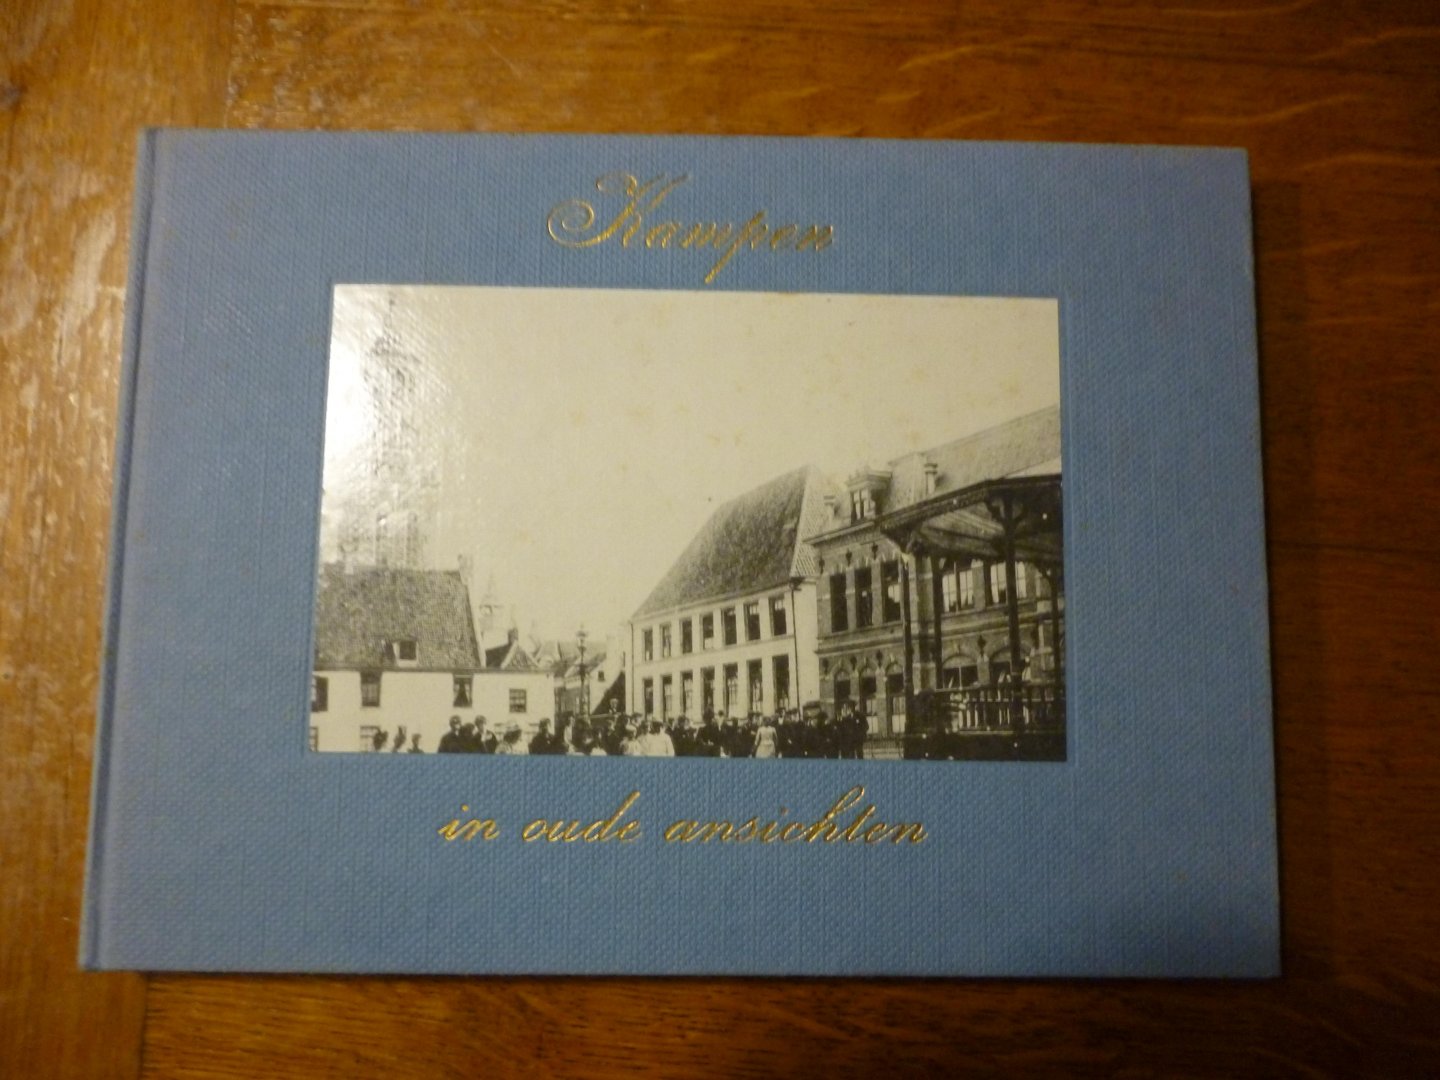 Kampen
in oude ansichten